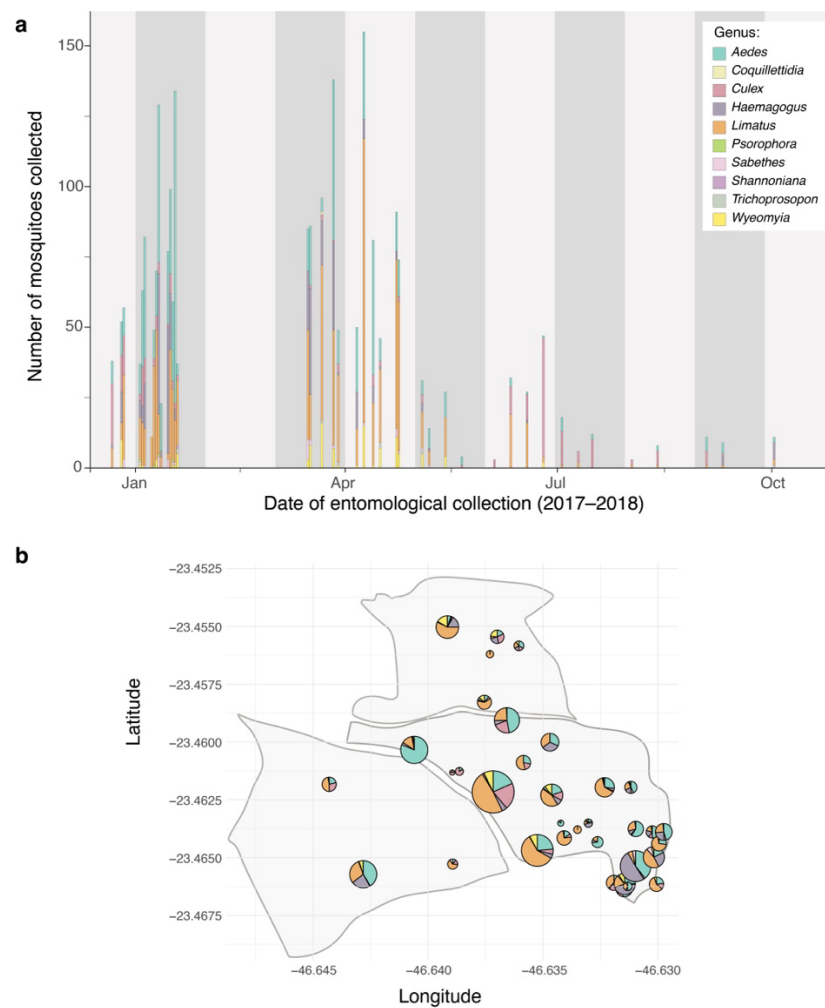 a
150
100
50
0
Number of mosquitoes collected
Genus:
Aedes
Coquillettidia
Culex
Haemagogus
Limatus
Psorophora
Sabethes
Shannoniana
Trichoprosopon
Wyeomyia
Jan
Apr
Jul
Oct
Date of entomological collection (2017–2018)
b
−23.4525
−23.4550
−23.4575
−23.4600
−23.4625
−23.4650
−23.4675
Latitude
−46.645
−46.640
−46.635
−46.630
Longitude